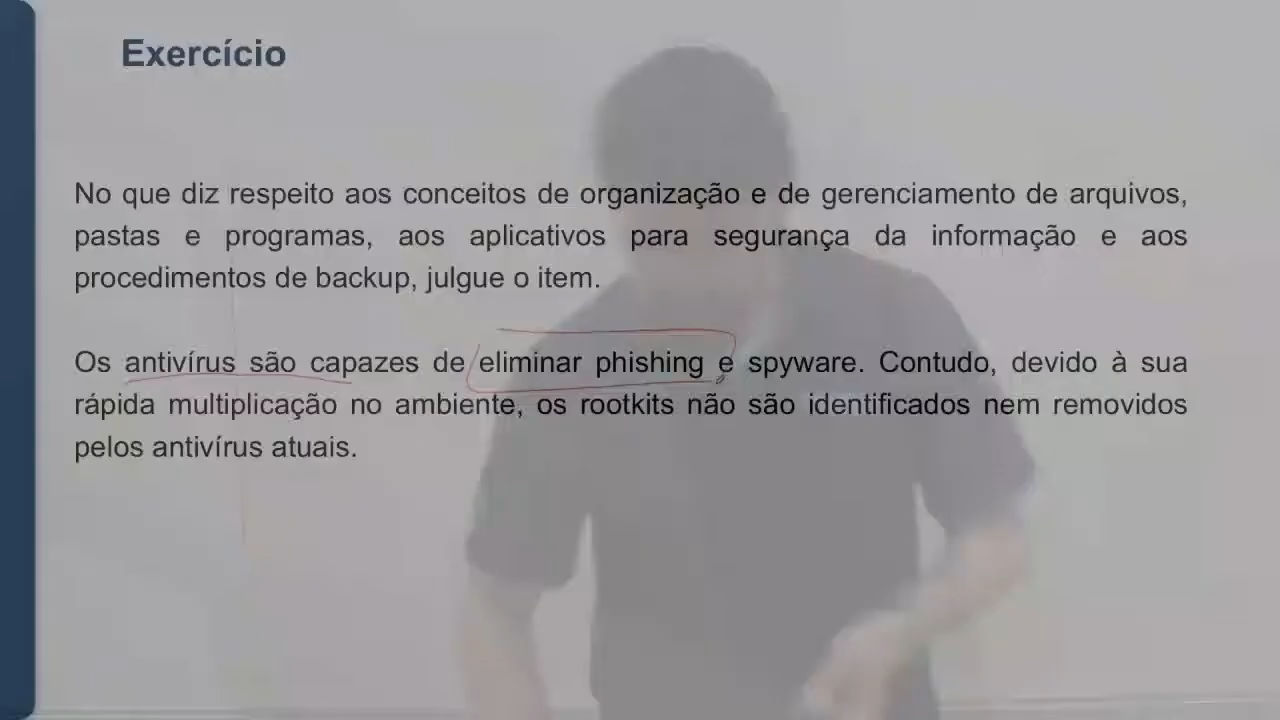 Exercício
No que diz respeito aos conceitos de organização e de gerenciamento de arquivos,
pastas e programas, aos aplicativos para segurança da informação e aos
procedimentos de backup, julgue o item.
Os antivírus são capazes de eliminar phishing e spyware. Contudo, devido à sua
rápida multiplicação no ambiente, os rootkits não são identificados nem removidos
pelos antivírus atuais.